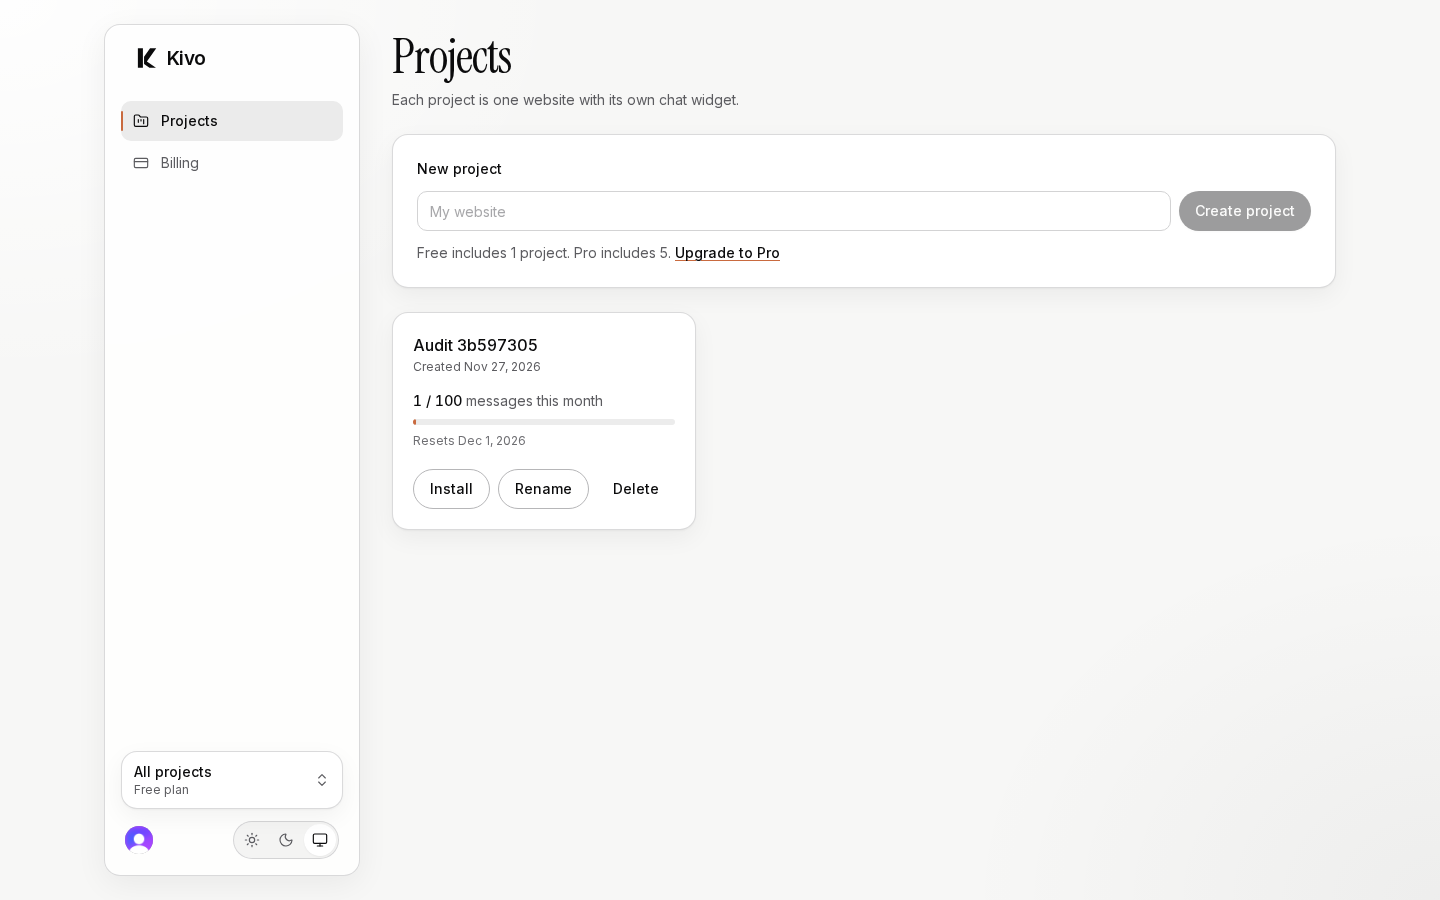 Kivo
Projects
Billing
All projects
Free plan
Projects
Each project is one website with its own chat widget.
New project
My website
Create project
Free includes 1 project. Pro includes 5. Upgrade to Pro
Audit 3b597305
Created Nov 27, 2026
1 / 100 messages this month
Resets Dec 1, 2026
Install
Rename
Delete